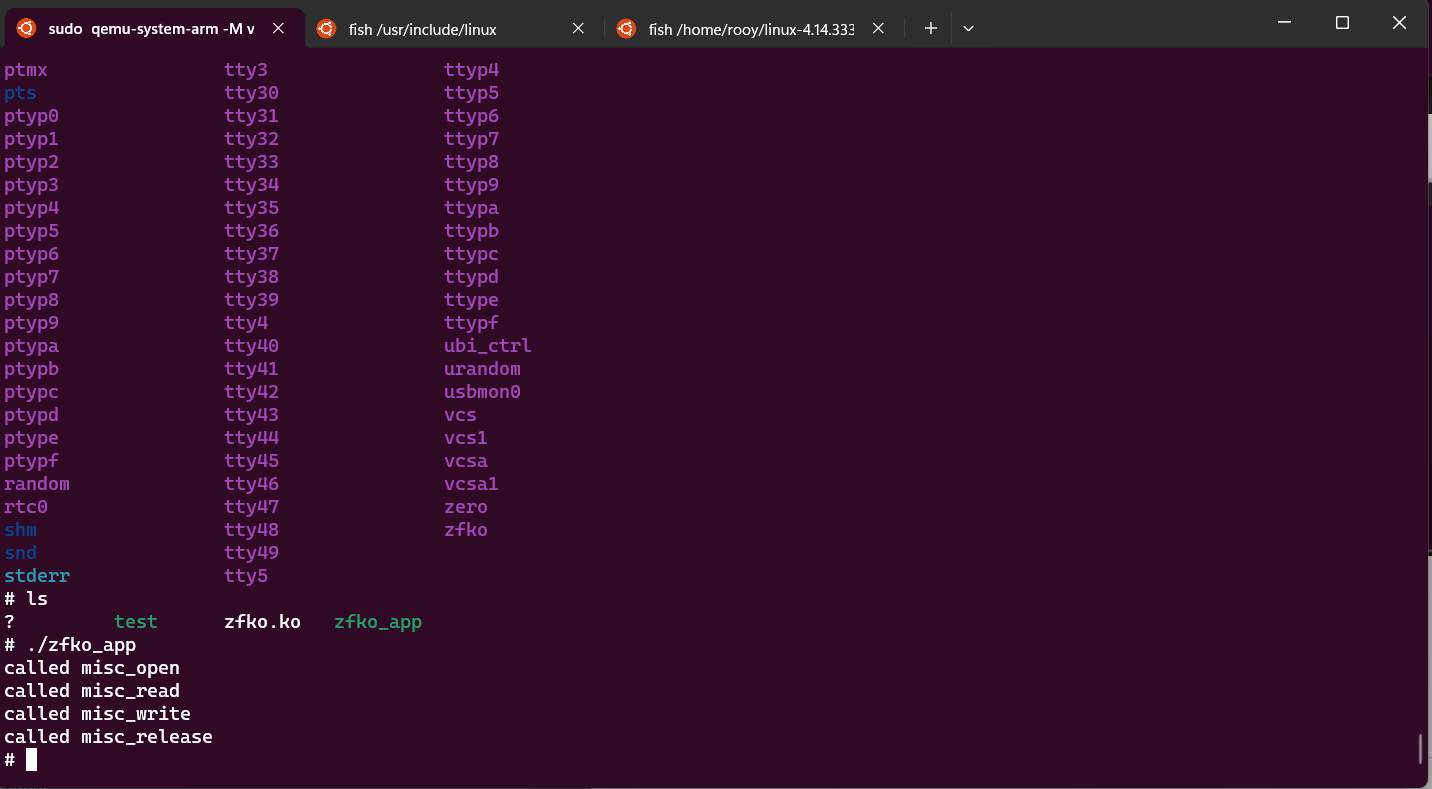 sudo qemu-system-arm -M v fish /usr/include/linux fish /home/rooy/linux-4.14.333
ptmx tty3 ttyp4
pts tty30 ttyp5
ptyp0 tty31 ttyp6
ptyp1 tty32 ttyp7
ptyp2 tty33 ttyp8
ptyp3 tty34 ttyp9
ptyp4 tty35 ttypa
ptyp5 tty36 ttypb
ptyp6 tty37 ttypc
ptyp7 tty38 ttypd
ptyp8 tty39 ttype
ptyp9 tty4 ttypf
ptypa tty40 ubi_ctrl
ptypb tty41 urandom
ptypc tty42 usbmon0
ptypd tty43 vcs
ptype tty44 vcs1
ptypf tty45 vcsa
random tty46 vcsa1
rtc0 tty47 zero
shm tty48 zfko
snd tty49
stderr tty5
# ls
? test zfko.ko zfko_app
# ./zfko_app
called misc_open
called misc_read
called misc_write
called misc_release
#